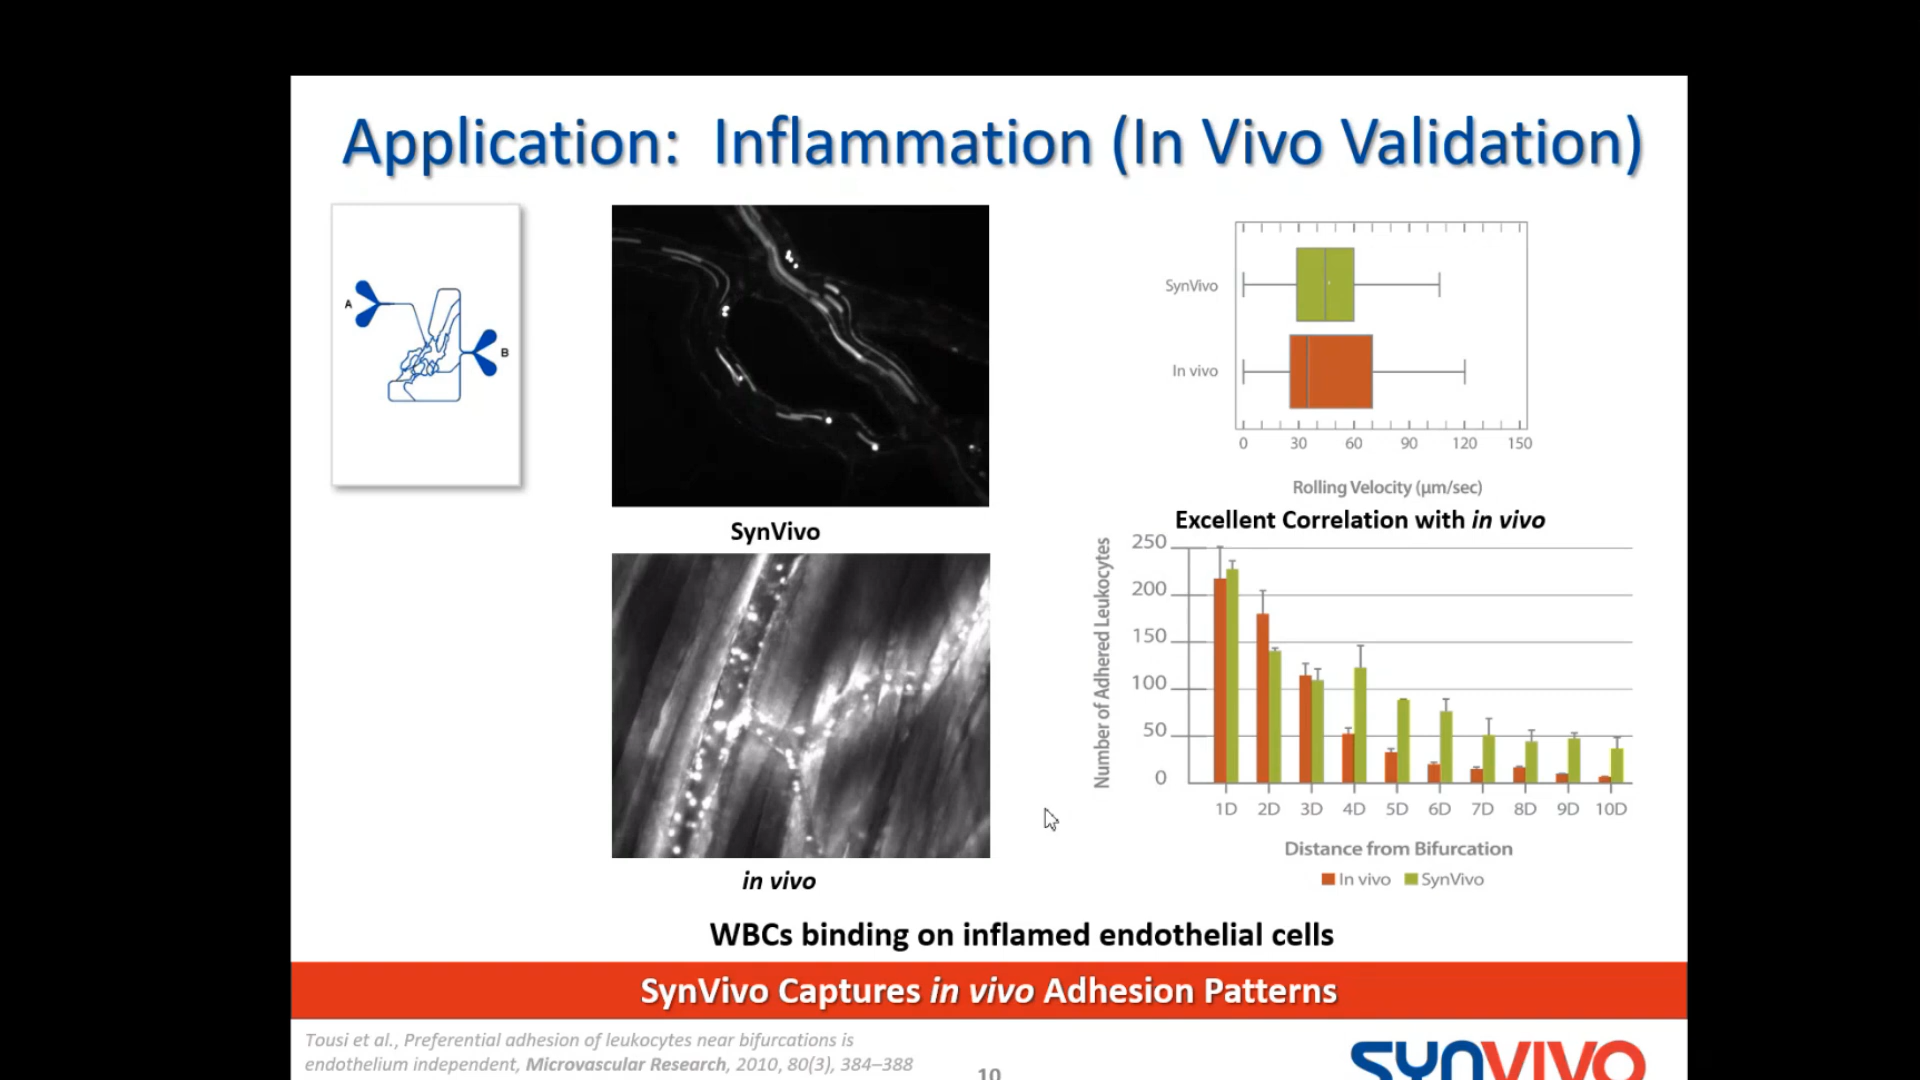 Application:  Inflammation (In Vivo Validation)
A
B
SynVivo
in vivo
SynVivo
In vivo
0 30 60 90 120 150
Rolling Velocity (µm/sec)
Excellent Correlation with in vivo
Number of Adhered Leukocytes
250
200
150
100
50
0
1D 2D 3D 4D 5D 6D 7D 8D 9D 10D
Distance from Bifurcation
In vivo SynVivo
WBCs binding on inflamed endothelial cells
SynVivo Captures in vivo Adhesion Patterns
Tousi et al., Preferential adhesion of leukocytes near bifurcations is
endothelium independent, Microvascular Research, 2010, 80(3), 384–388
10
SYNVIVO